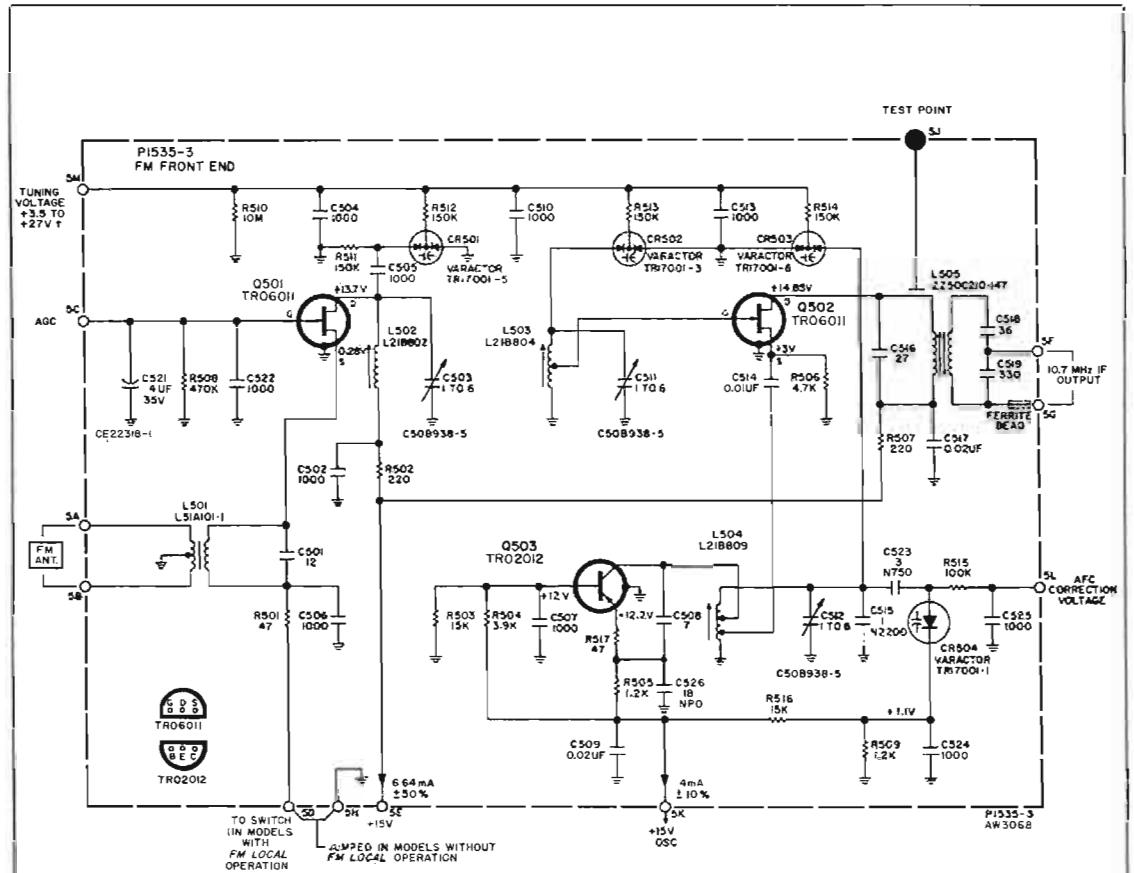 TEST POINT
5J
P1535-3
FM FRONT END
5M
TUNING
VOLTAGE
+3.5 TO
+27V †
R510
10M
C504
1000
R512
150K
C510
1000
R513
150K
C513
1000
R514
150K
R511
150K
C505
1000
CR501
VARACTOR
TR17001-5
CR502
VARACTOR
TR17001-3
CR503
VARACTOR
TR17001-6
L505
ZZ50C210-147
Q501
TR06011
+13.7V
D
G
S
0.28V
5C
AGC
L502
L21B802
L503
L21B804
+14.85V
D
G
S
+3V
Q502
TR06011
C518
36
5F
C519
330
10.7 MHz IF
OUTPUT
5G
FERRITE
BEAD
C521
4UF
35V
CE22318-1
R508
470K
C522
1000
C503
1 TO 6
C50B938-5
C511
1 TO 6
C50B938-5
C514
0.01UF
R506
4.7K
C516
27
R507
220
C517
0.02UF
C502
1000
R502
220
L501
L51A101-1
5A
FM
ANT.
5B
C501
12
R501
47
C506
1000
Q503
TR02012
L504
L21B809
+12V
+12.2V
R503
15K
R504
3.9K
C507
1000
R517
47
C508
7
R505
1.2K
C526
18
NPO
C512
1 TO 6
C50B938-5
C515
1
N2200
C523
3
N750
R515
100K
5L
AFC
CORRECTION
VOLTAGE
C525
1000
CR504
VARACTOR
TR17001-1
R516
15K
+1.1V
R509
1.2K
C524
1000
C509
0.02UF
G D S
TR06011
B E C
TR02012
6.64mA
±50%
4mA
±10%
5D
5H
5E
+15V
5K
+15V
OSC
P1535-3
AW3068
TO SWITCH
(IN MODELS
WITH
FM LOCAL
OPERATION
JUMPED IN MODELS WITHOUT
FM LOCAL OPERATION